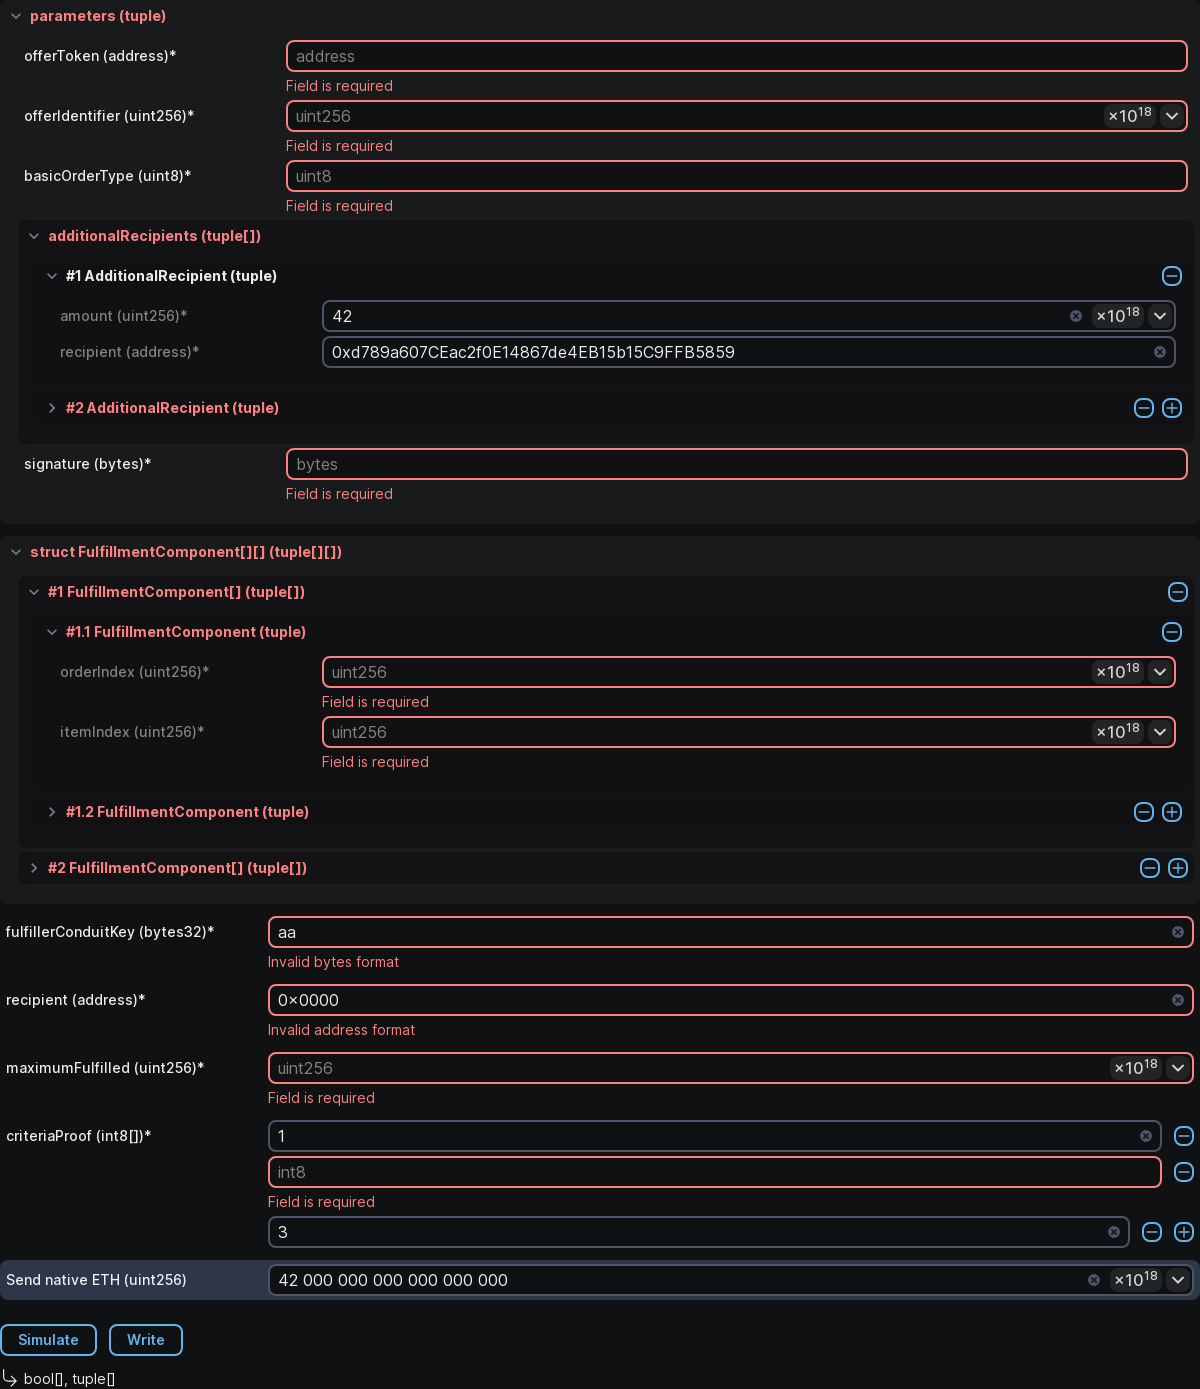 parameters (tuple)
offerToken (address)*
address
Field is required
offerIdentifier (uint256)*
uint256 ×10^18
Field is required
basicOrderType (uint8)*
uint8
Field is required
additionalRecipients (tuple[])
#1 AdditionalRecipient (tuple)
amount (uint256)* 42 ×10^18
recipient (address)* 0xd789a607CEac2f0E14867de4EB15b15C9FFB5859
#2 AdditionalRecipient (tuple)
signature (bytes)*
bytes
Field is required
struct FulfillmentComponent[][] (tuple[][])
#1 FulfillmentComponent[] (tuple[])
#1.1 FulfillmentComponent (tuple)
orderIndex (uint256)* uint256 ×10^18
Field is required
itemIndex (uint256)* uint256 ×10^18
Field is required
#1.2 FulfillmentComponent (tuple)
#2 FulfillmentComponent[] (tuple[])
fulfillerConduitKey (bytes32)* aa
Invalid bytes format
recipient (address)* 0x0000
Invalid address format
maximumFulfilled (uint256)* uint256 ×10^18
Field is required
criteriaProof (int8[])* 1
int8
Field is required
3
Send native ETH (uint256) 42 000 000 000 000 000 000 ×10^18
Simulate Write
bool[], tuple[]